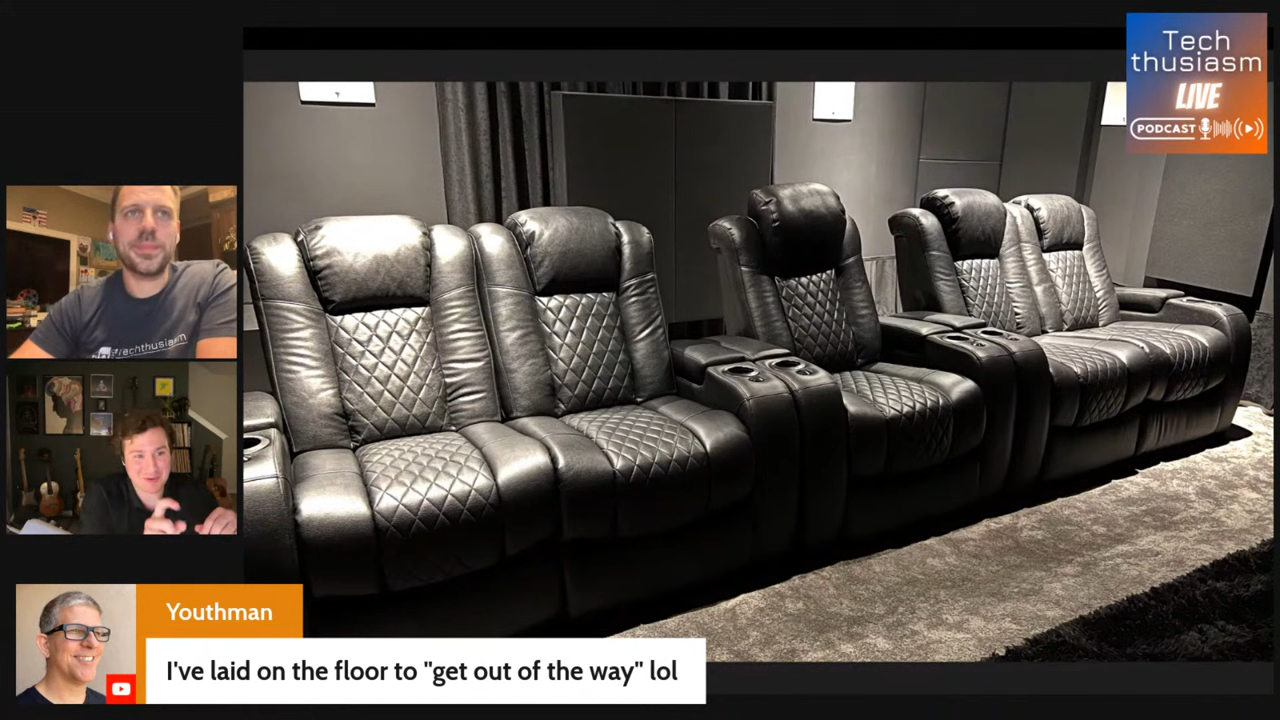 Tech
thusiasm
LIVE
PODCAST
Youthman
I've laid on the floor to "get out of the way" lol